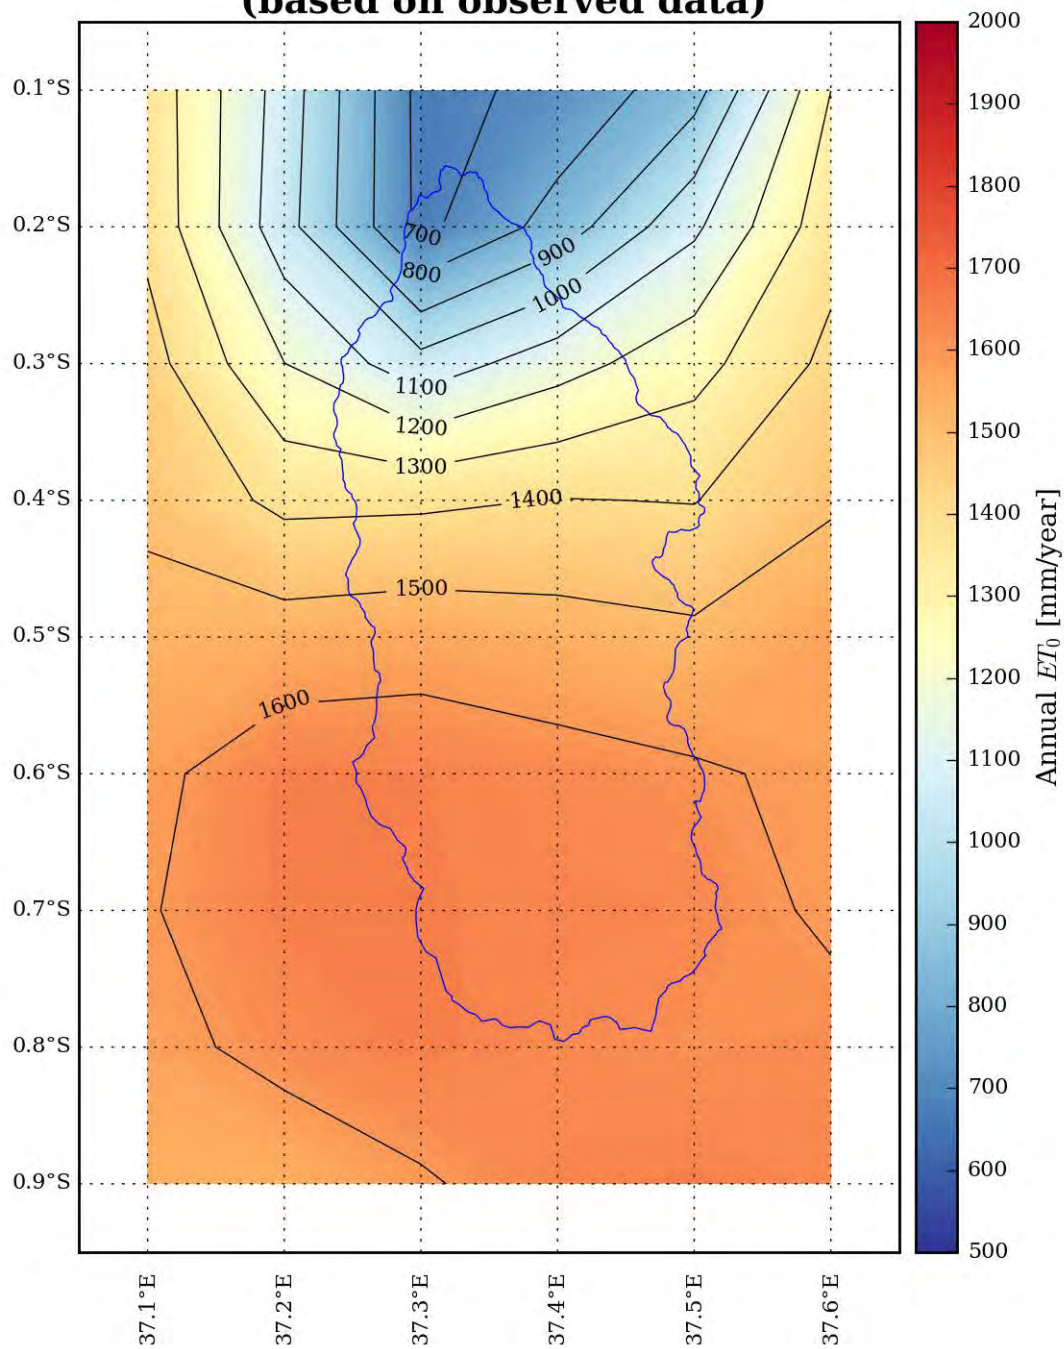 (based on observed data)
0.1°S
0.2°S
0.3°S
0.4°S
0.5°S
0.6°S
0.7°S
0.8°S
0.9°S
700
800
900
1000
1100
1200
1300
1400
1500
1600
37.1°E
37.2°E
37.3°E
37.4°E
37.5°E
37.6°E
2000
1900
1800
1700
1600
1500
1400
1300
1200
1100
1000
900
800
700
600
500
Annual ET₀ [mm/year]